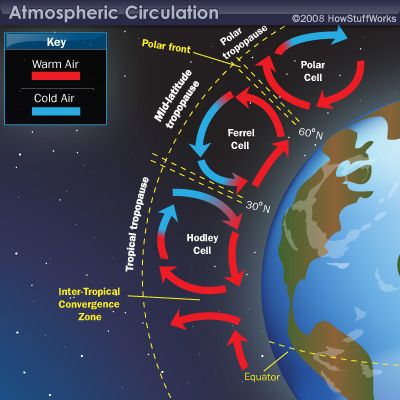 Atmospheric Circulation
©2008 HowStuffWorks
Key
Warm Air
Cold Air
Polar front
Polar
tropopause
Polar
Cell
Mid-latitude
tropopause
Ferrel
Cell
60°N
30°N
Tropical tropopause
Hodley
Cell
Inter-Tropical
Convergence
Zone
Equator